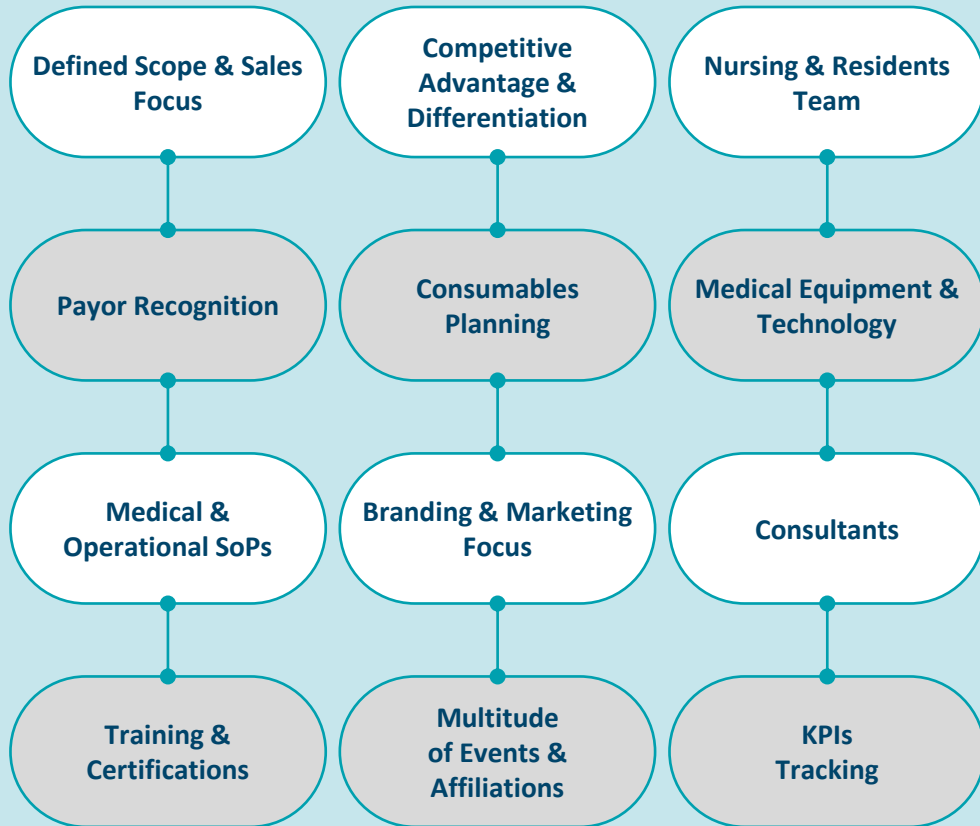 Defined Scope & Sales
Focus
Competitive
Advantage &
Differentiation
Nursing & Residents
Team
Payor Recognition
Consumables
Planning
Medical Equipment &
Technology
Medical &
Operational SoPs
Branding & Marketing
Focus
Consultants
Training &
Certifications
Multitude
of Events &
Affiliations
KPIs
Tracking